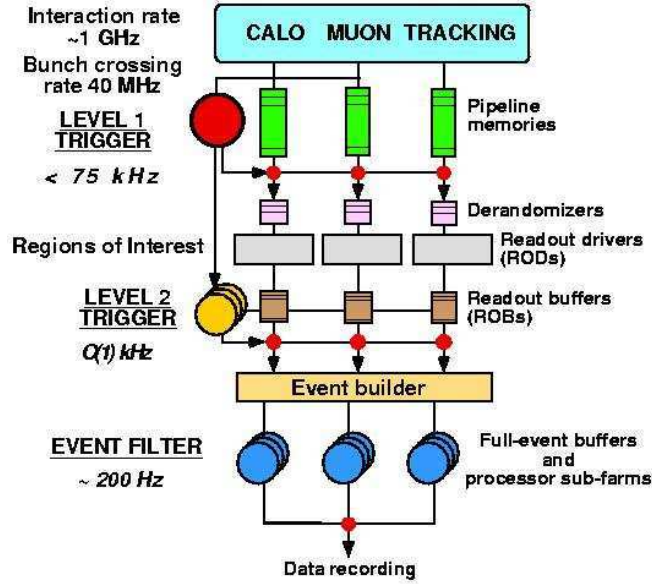 Interaction rate
~1 GHz
CALO MUON TRACKING
Bunch crossing
rate 40 MHz
LEVEL 1
TRIGGER
< 75 kHz
Pipeline
memories
Derandomizers
Regions of Interest
Readout drivers
(RODs)
LEVEL 2
TRIGGER
O(1) kHz
Readout buffers
(ROBs)
Event builder
EVENT FILTER
~ 200 Hz
Full-event buffers
and
processor sub-farms
Data recording